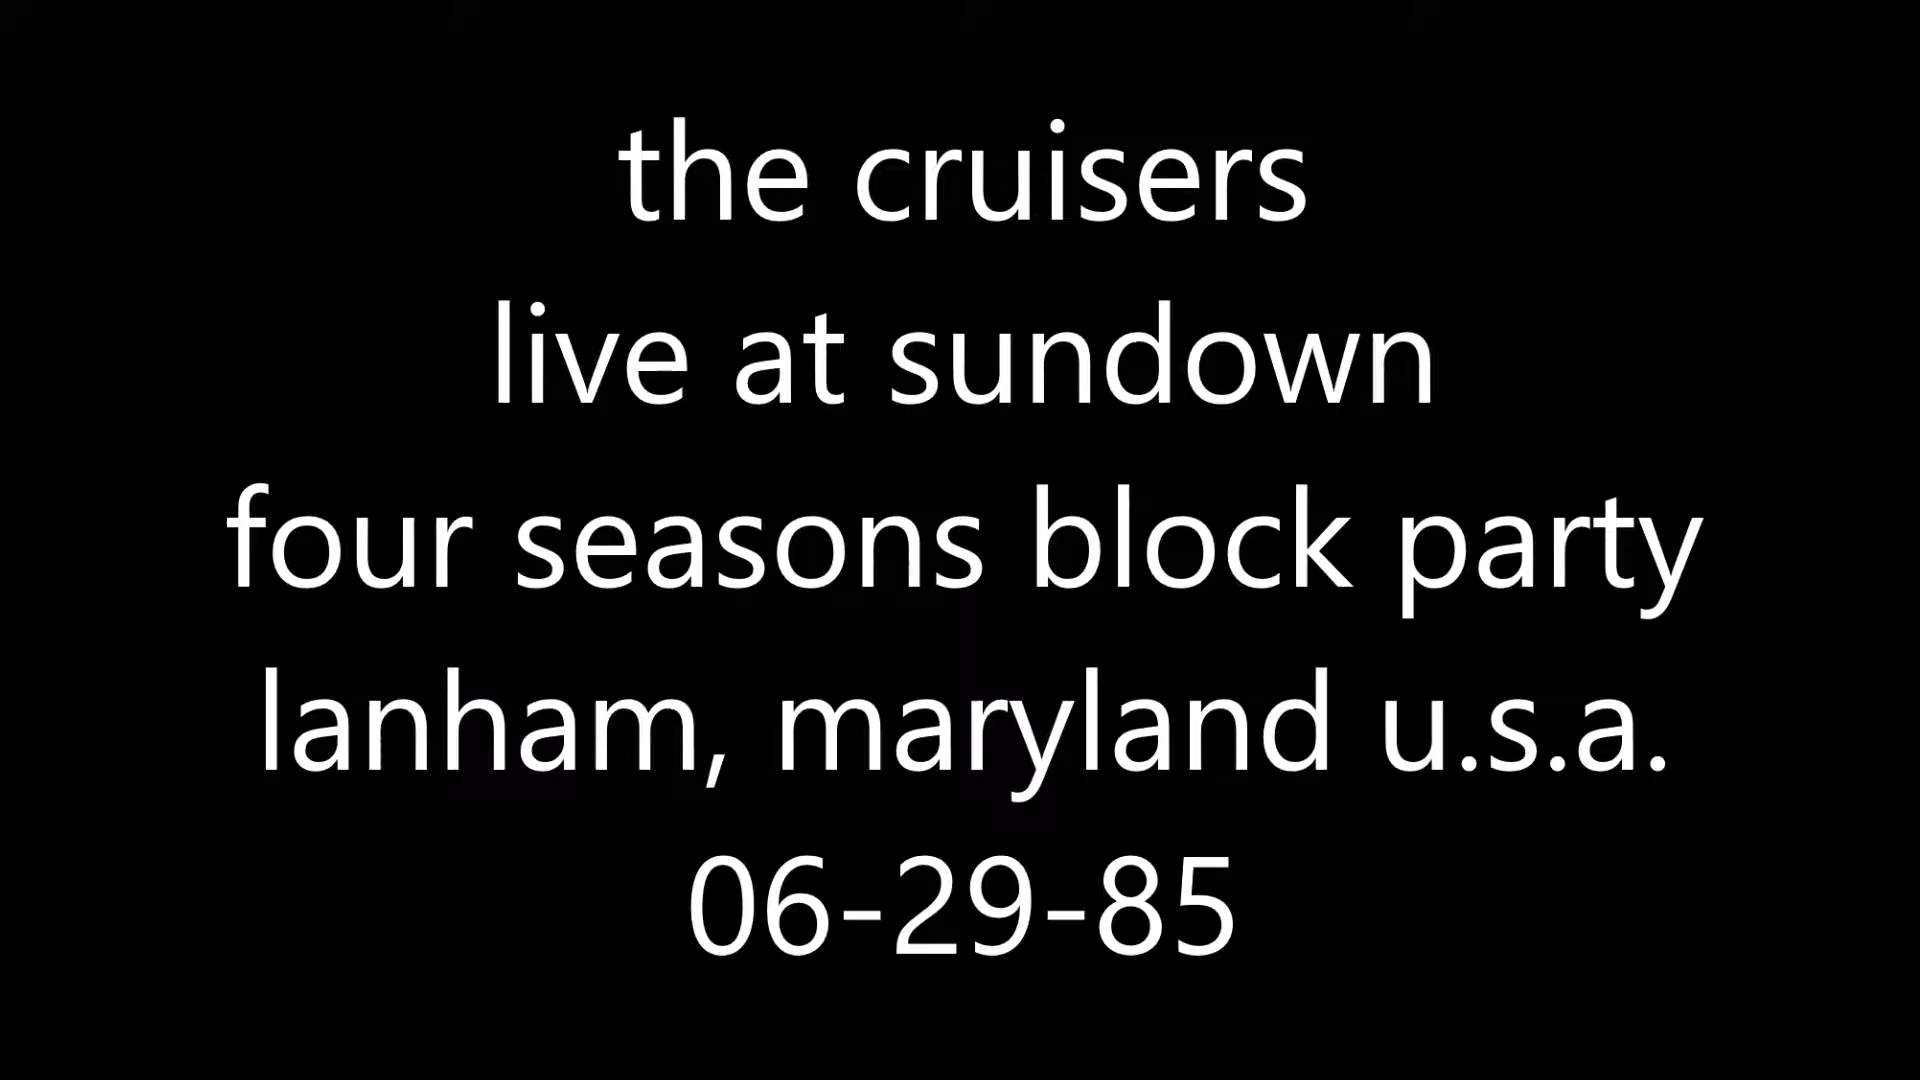 the cruisers
live at sundown
four seasons block party
lanham, maryland u.s.a.
06-29-85